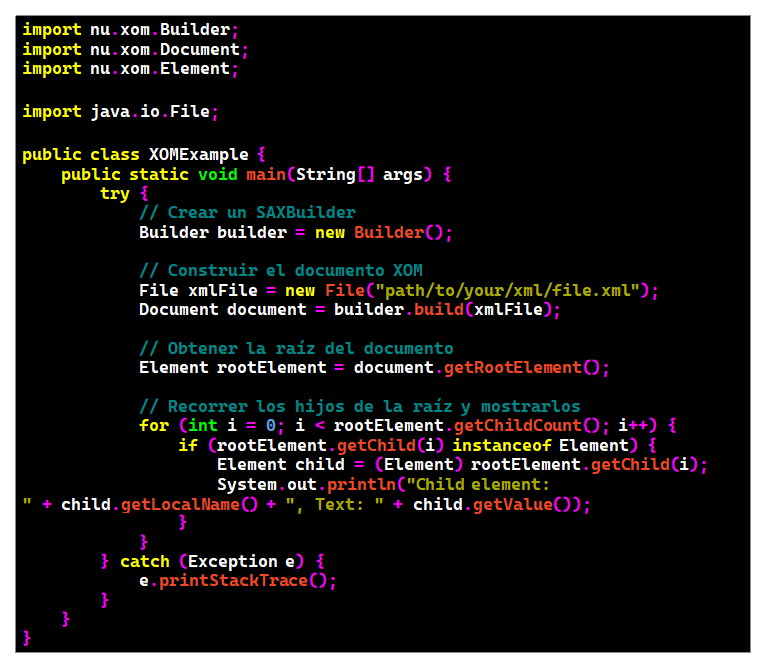 import nu.xom.Builder;
import nu.xom.Document;
import nu.xom.Element;

import java.io.File;

public class XOMExample {
    public static void main(String[] args) {
        try {
            // Crear un SAXBuilder
            Builder builder = new Builder();

            // Construir el documento XOM
            File xmlFile = new File("path/to/your/xml/file.xml");
            Document document = builder.build(xmlFile);

            // Obtener la raíz del documento
            Element rootElement = document.getRootElement();

            // Recorrer los hijos de la raíz y mostrarlos
            for (int i = 0; i < rootElement.getChildCount(); i++) {
                if (rootElement.getChild(i) instanceof Element) {
                    Element child = (Element) rootElement.getChild(i);
                    System.out.println("Child element:
" + child.getLocalName() + ", Text: " + child.getValue());
                }
            }
        } catch (Exception e) {
            e.printStackTrace();
        }
    }
}